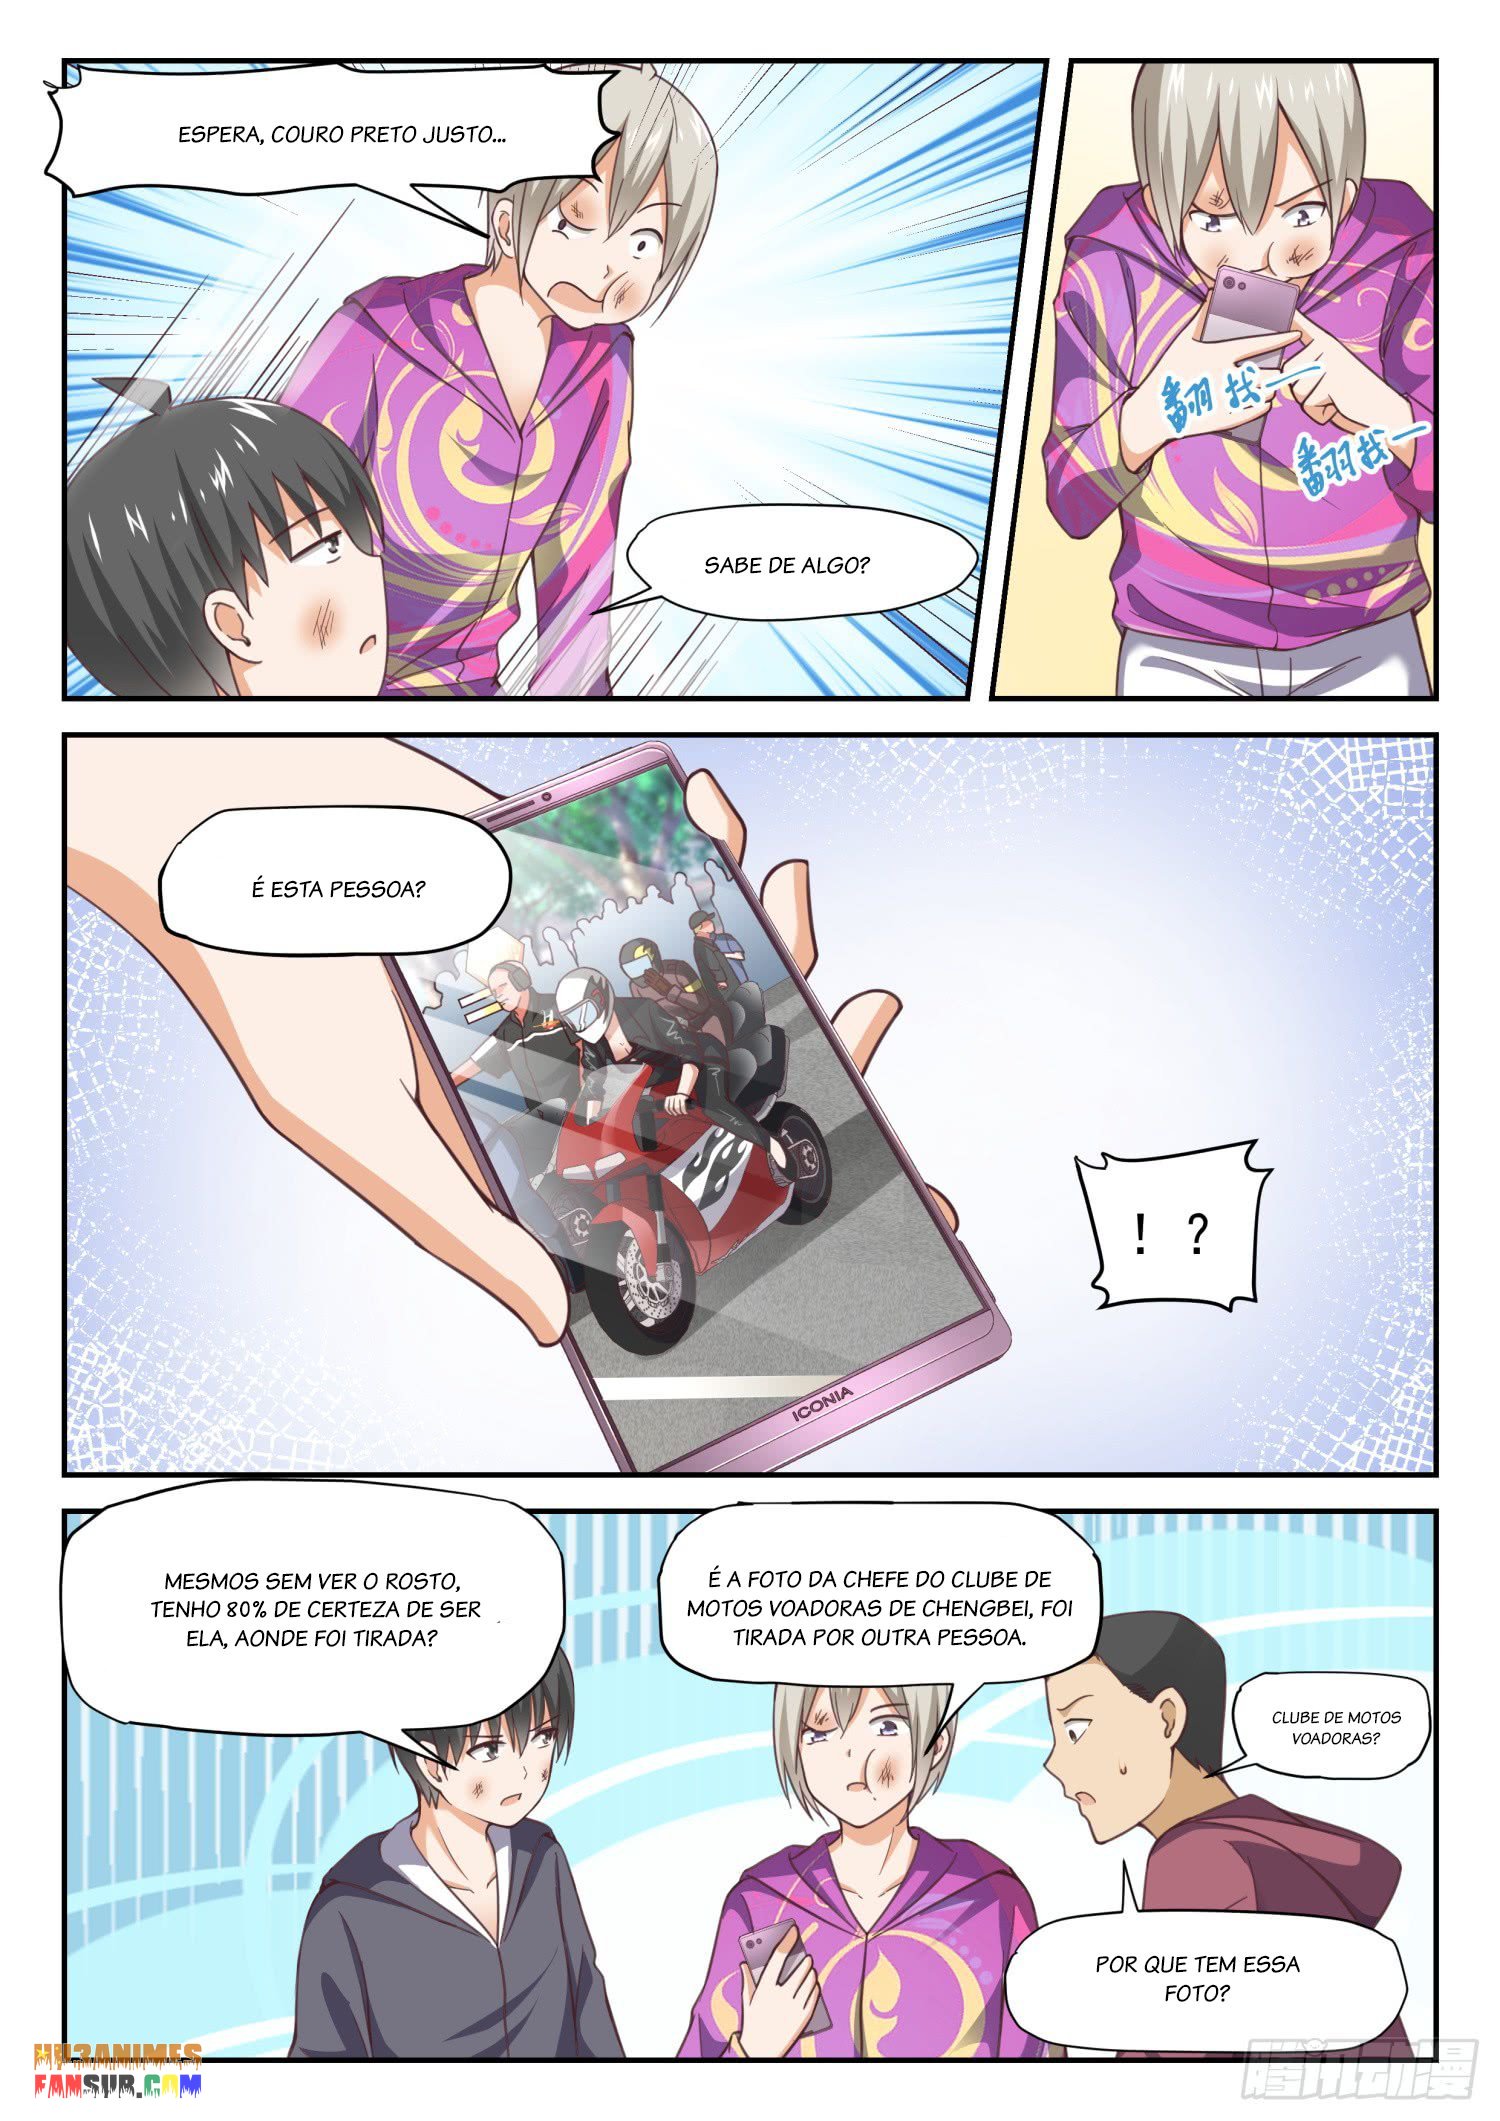 ESPERA, COURO PRETO JUSTO...
SABE DE ALGO?
翻找一
翻找一
É ESTA PESSOA?
ICONIA
！？
MESMOS SEM VER O ROSTO,
TENHO 80% DE CERTEZA DE SER
ELA, AONDE FOI TIRADA?
É A FOTO DA CHEFE DO CLUBE DE
MOTOS VOADORAS DE CHENGBEI, FOI
TIRADA POR OUTRA PESSOA.
CLUBE DE MOTOS
VOADORAS?
POR QUE TEM ESSA
FOTO?
HU3ANIMES
FANSUB.COM
腾讯动漫